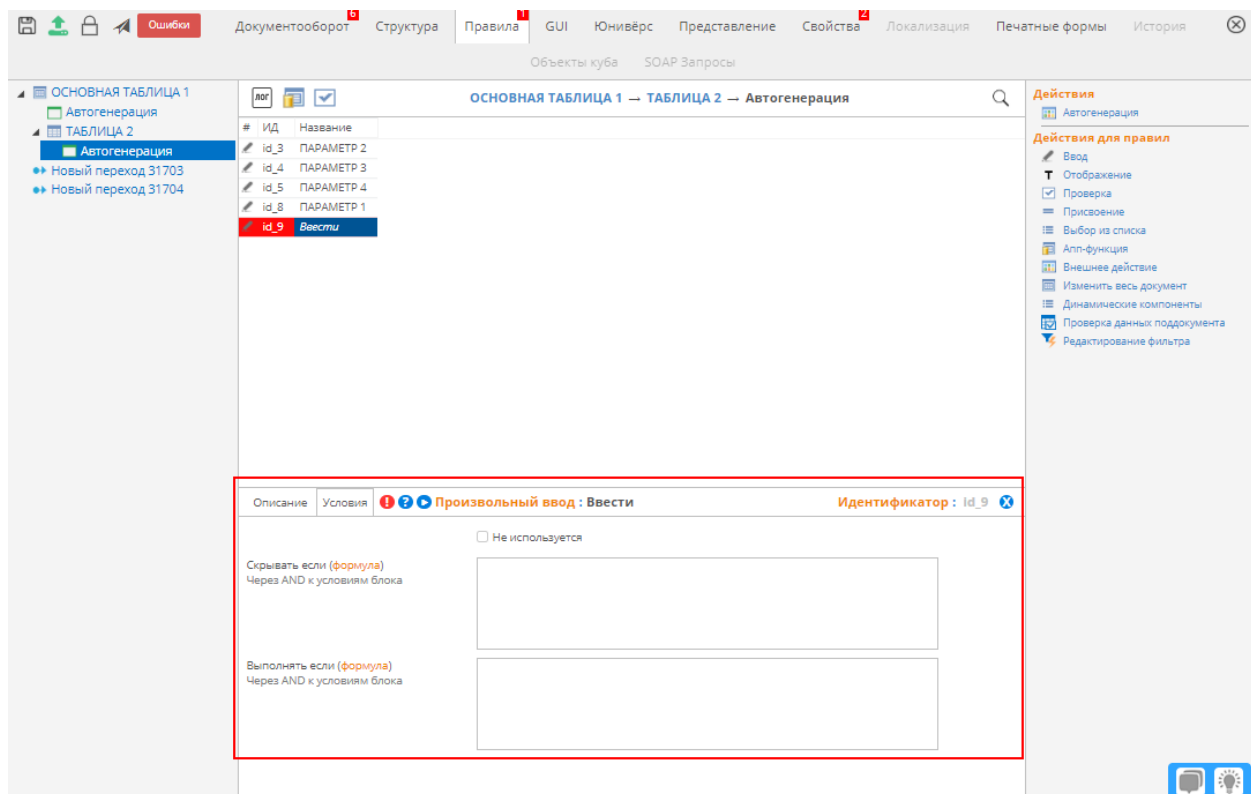 6 1 2
Ошибки Документооборот Структура Правила GUI Юнивёрс Представление Свойства Локализация Печатные формы История
Объекты куба SOAP Запросы
ОСНОВНАЯ ТАБЛИЦА 1
Автогенерация
ТАБЛИЦА 2
Автогенерация
Новый переход 31703
Новый переход 31704
ЛОГ ОСНОВНАЯ ТАБЛИЦА 1 → ТАБЛИЦА 2 → Автогенерация
# ИД Название
id_3 ПАРАМЕТР 2
id_4 ПАРАМЕТР 3
id_5 ПАРАМЕТР 4
id_8 ПАРАМЕТР 1
id_9 Ввести
Действия
Автогенерация
Действия для правил
Ввод
T Отображение
Проверка
Присвоение
Выбор из списка
Апп-функция
Внешнее действие
Изменить весь документ
Динамические компоненты
Проверка данных поддокумента
Редактирование фильтра
Описание Условия ! ? Произвольный ввод : Ввести Идентификатор : id_9 X
Не используется
Скрывать если (формула)
Через AND к условиям блока
Выполнять если (формула)
Через AND к условиям блока